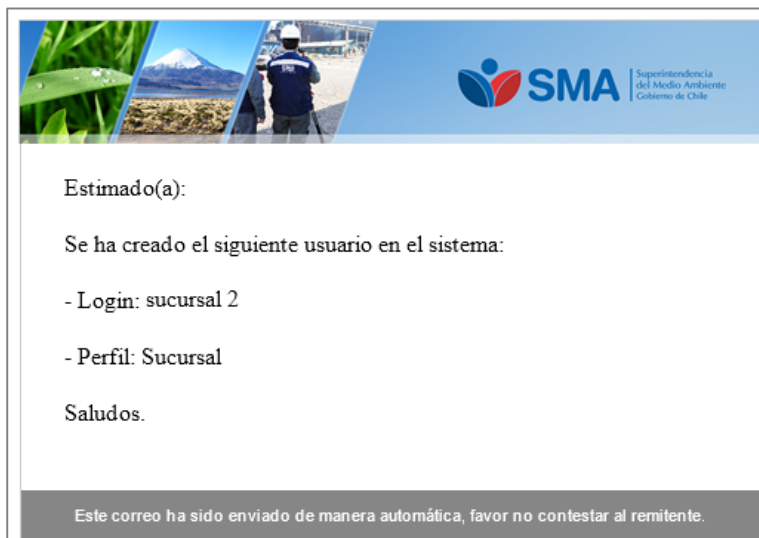 SMA
Superintendencia
del Medio Ambiente
Gobierno de Chile
Estimado(a):
Se ha creado el siguiente usuario en el sistema:
- Login: sucursal 2
- Perfil: Sucursal
Saludos.
Este correo ha sido enviado de manera automática, favor no contestar al remitente.